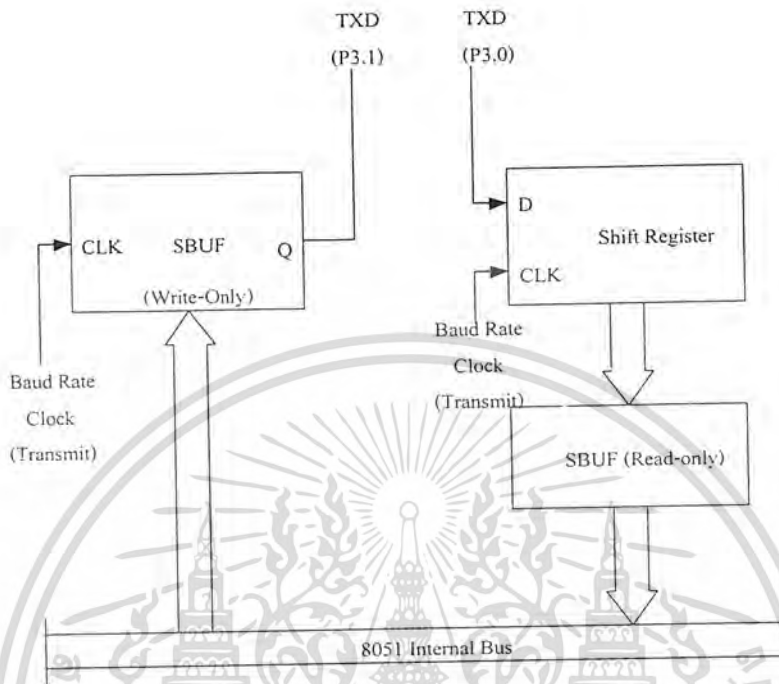 TXD
(P3.1)
TXD
(P3.0)
CLK
SBUF
Q
(Write-Only)
Baud Rate
Clock
(Transmit)
D
Shift Register
CLK
Baud Rate
Clock
(Transmit)
SBUF (Read-only)
8051 Internal Bus